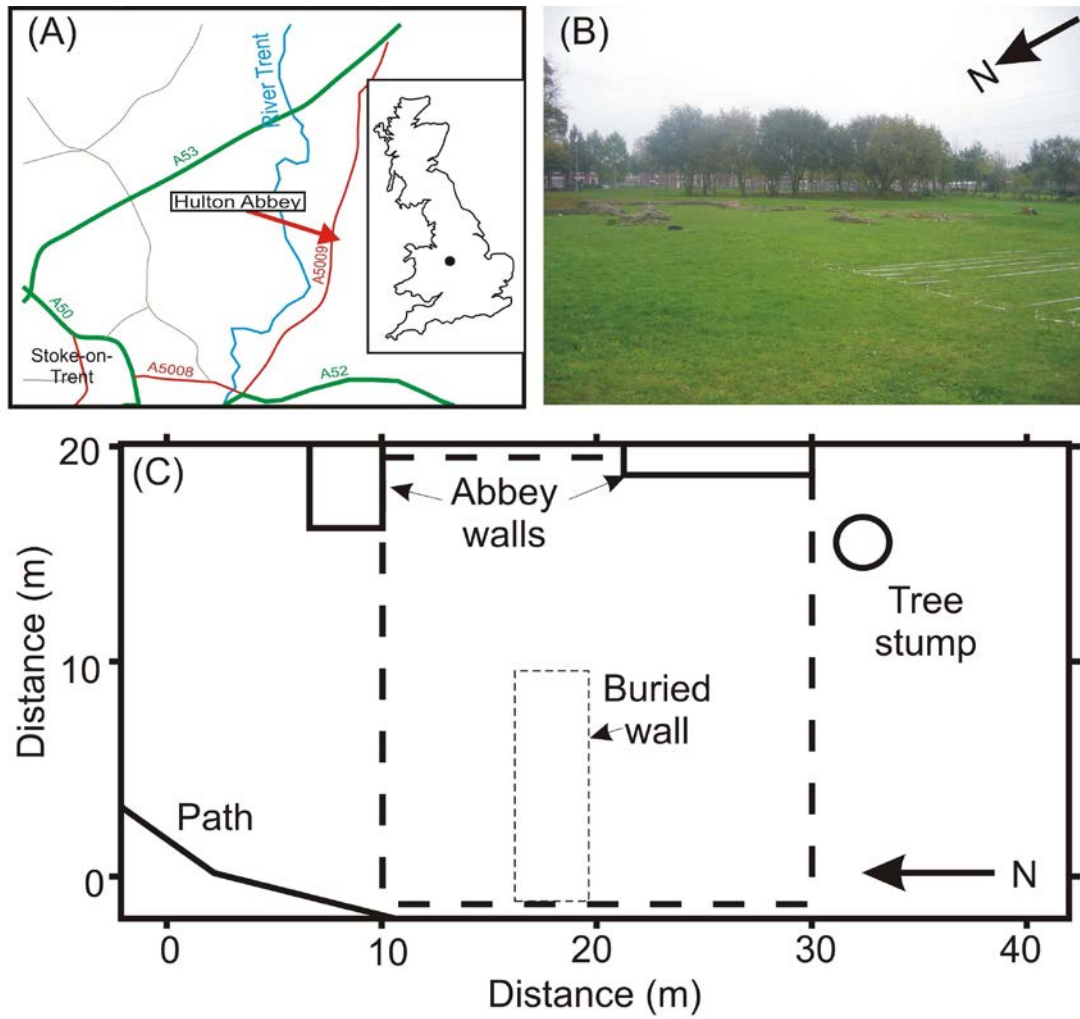 (A)
River Trent
A53
Hulton Abbey
A5009
A50
Stoke-on-
Trent
A5008
A52
(B)
N
(C)
20
10
0
Distance (m)
Abbey
walls
Tree
stump
Buried
wall
Path
N
0
10
20
30
40
Distance (m)